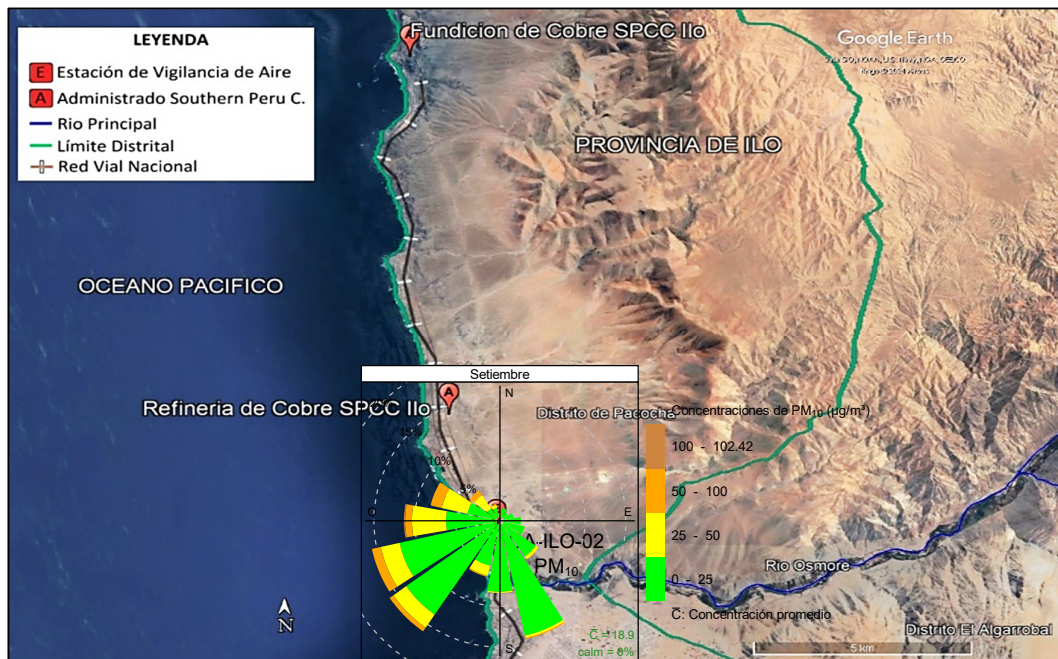 Fundicion de Cobre SPCC Ilo
LEYENDA
E Estación de Vigilancia de Aire
A Administrado Southern Peru C.
Rio Principal
Límite Distrital
Red Vial Nacional
Google Earth
PROVINCIA DE ILO
OCEANO PACIFICO
Setiembre
N
A
Refineria de Cobre SPCC Ilo
Distrito de Pacocha
Concentraciones de PM₁₀ (µg/m³)
15%
10%
5%
100 - 102.42
50 - 100
25 - 50
0 - 25
O
E
A-ILO-02
PM₁₀
Rio Osmore
C̅: Concentración promedio
C̅ = 18.9
calm = 0%
S
N
Distrito El Algarrobal
5 km